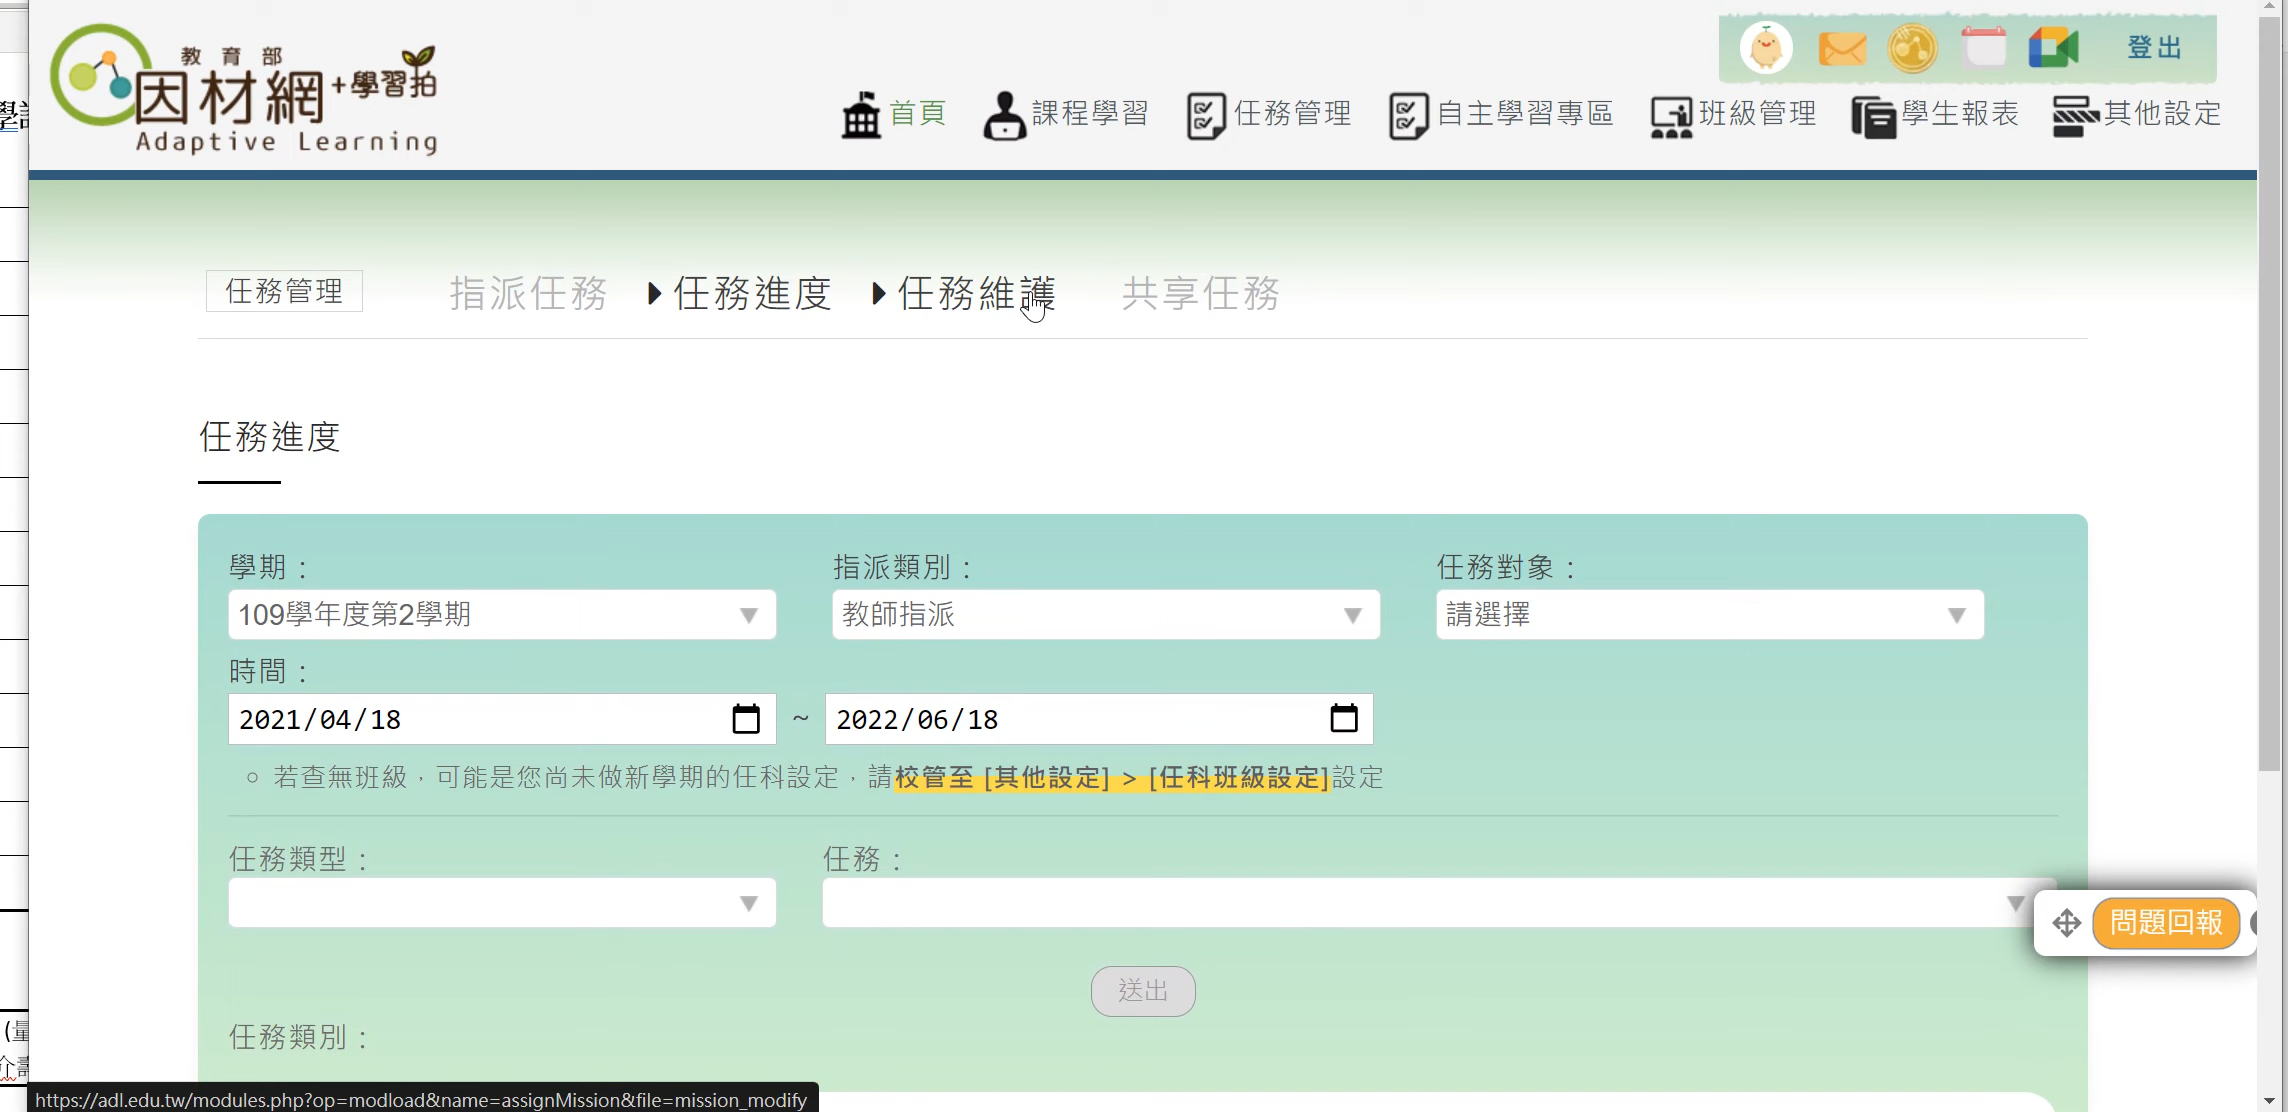 教育部
因材網+學習拍
Adaptive Learning
登出
首頁 課程學習 任務管理 自主學習專區 班級管理 學生報表 其他設定
任務管理 指派任務 任務進度 任務維護 共享任務
任務進度
學期： 指派類別： 任務對象：
109學年度第2學期 教師指派 請選擇
時間：
2021/04/18 ~ 2022/06/18
若查無班級，可能是您尚未做新學期的任科設定，請校管至 [其他設定] > [任科班級設定]設定
任務類型： 任務：
問題回報
送出
任務類別：
https://adl.edu.tw/modules.php?op=modload&name=assignMission&file=mission_modify